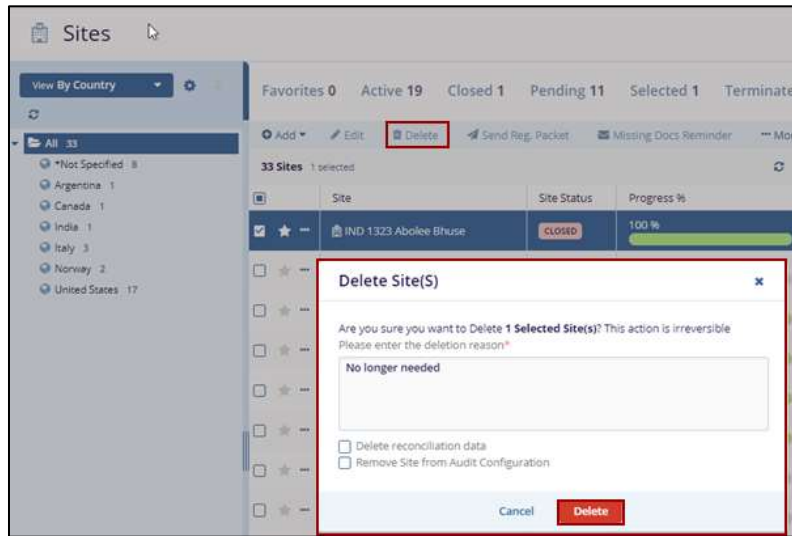 Sites
View By Country
Favorites 0 Active 19 Closed 1 Pending 11 Selected 1 Terminate
Add Edit Delete Send Reg. Packet Missing Docs Reminder Mo
All 33
33 Sites 1 selected
*Not Specified 8
Argentina 1
Canada 1
India 1
Italy 3
Norway 2
United States 17
Site Site Status Progress %
IND 1323 Abolee Bhuse CLOSED 100 %
Delete Site(S)
Are you sure you want to Delete 1 Selected Site(s)? This action is irreversible
Please enter the deletion reason*
No longer needed
Delete reconciliation data
Remove Site from Audit Configuration
Cancel Delete